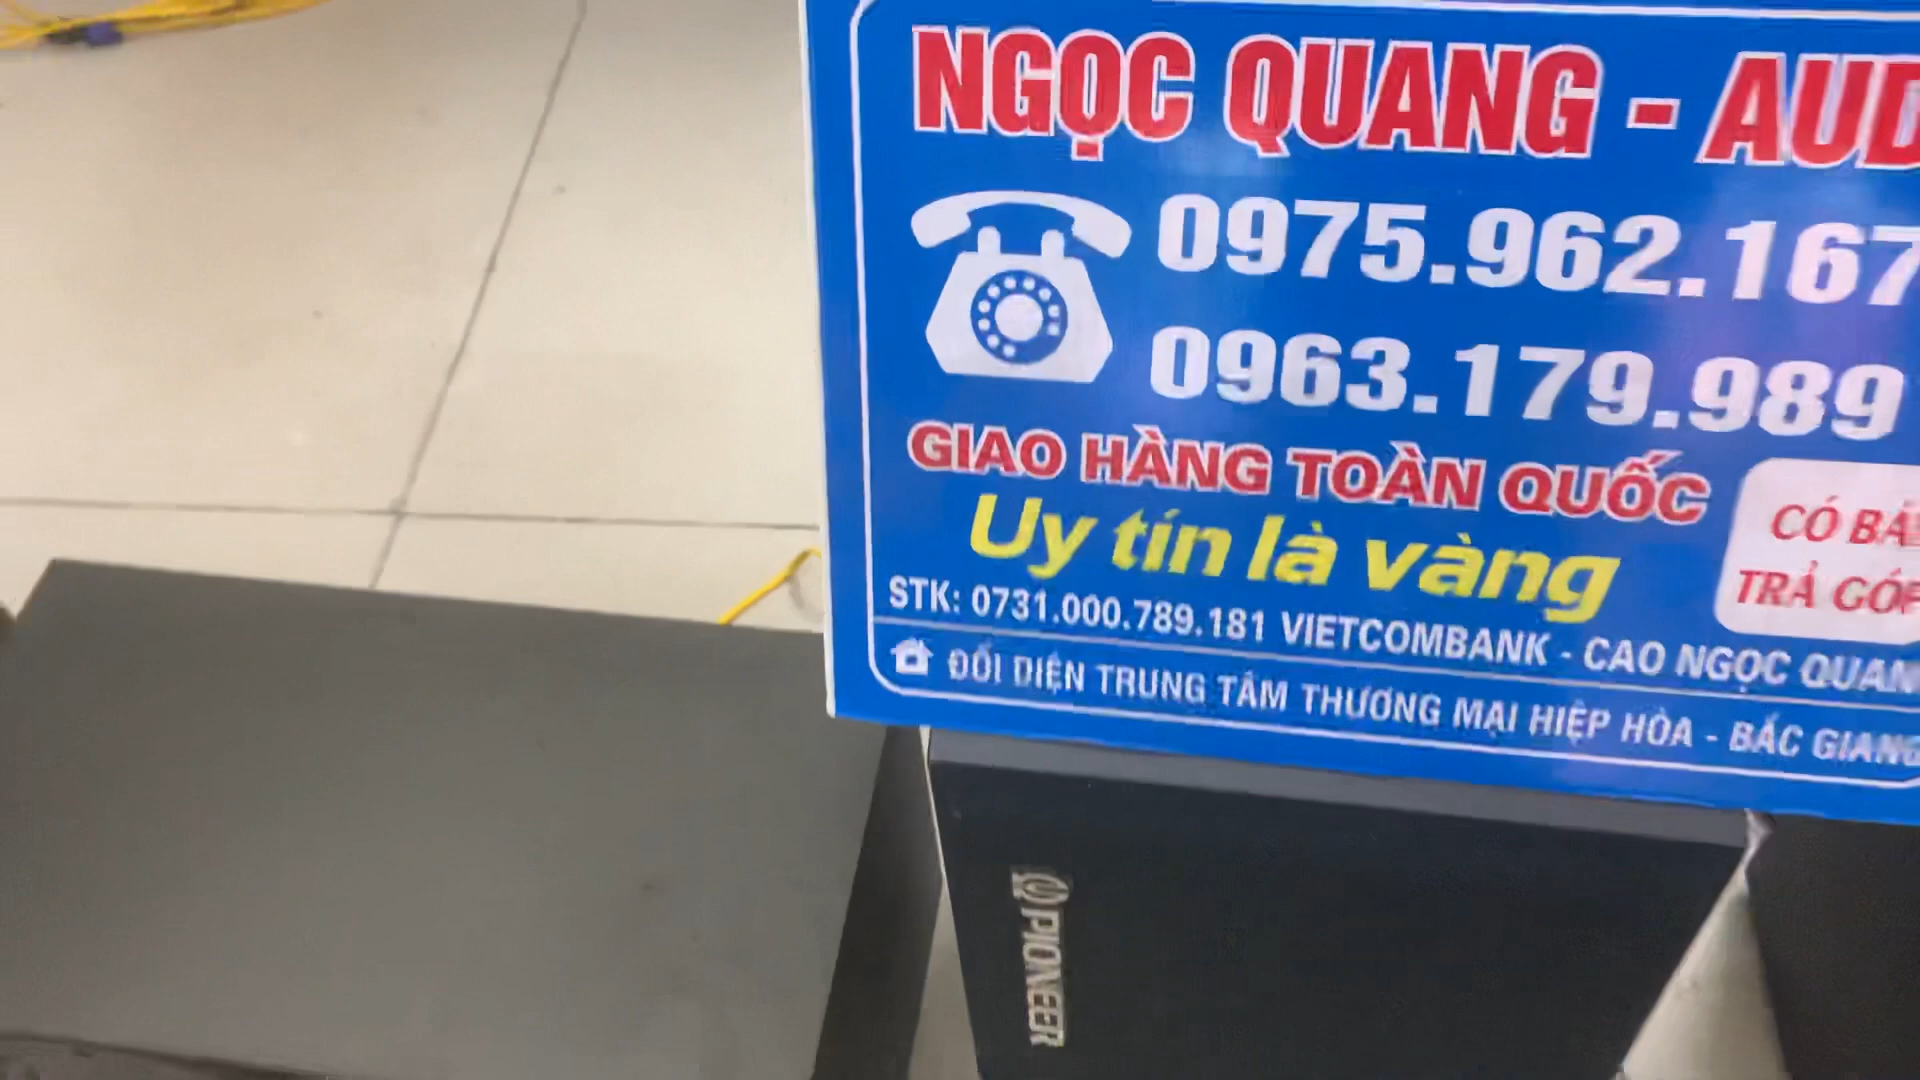 NGỌC QUANG - AUD
0975.962.167
0963.179.989
GIAO HÀNG TOÀN QUỐC
Uy tín là vàng
CÓ BÁ
TRẢ GÓP
STK: 0731.000.789.181 VIETCOMBANK - CAO NGỌC QUANG
ĐỐI DIỆN TRUNG TÂM THƯƠNG MẠI HIỆP HÒA - BẮC GIANG
PIONEER